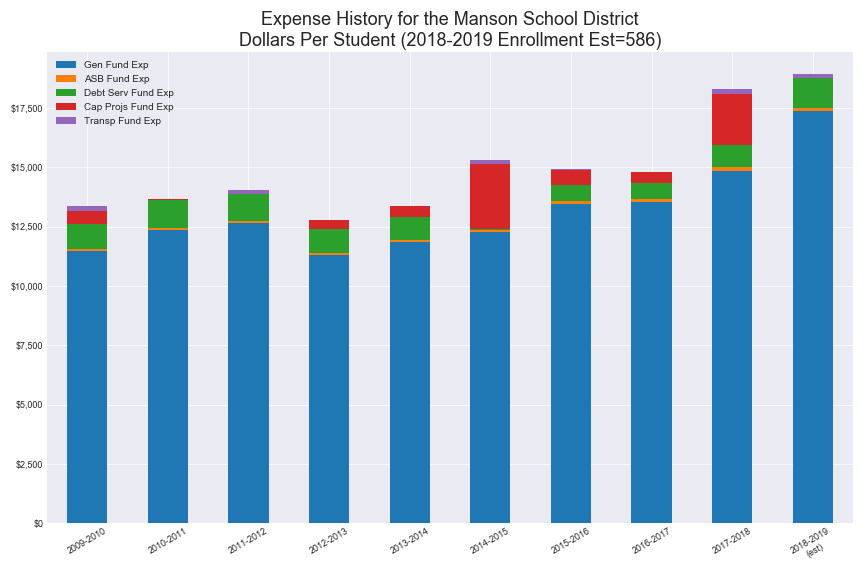 Expense History for the Manson School District
Dollars Per Student (2018-2019 Enrollment Est=586)
Gen Fund Exp
ASB Fund Exp
Debt Serv Fund Exp
Cap Projs Fund Exp
Transp Fund Exp
$17,500
$15,000
$12,500
$10,000
$7,500
$5,000
$2,500
$0
2009-2010
2010-2011
2011-2012
2012-2013
2013-2014
2014-2015
2015-2016
2016-2017
2017-2018
2018-2019
(est)